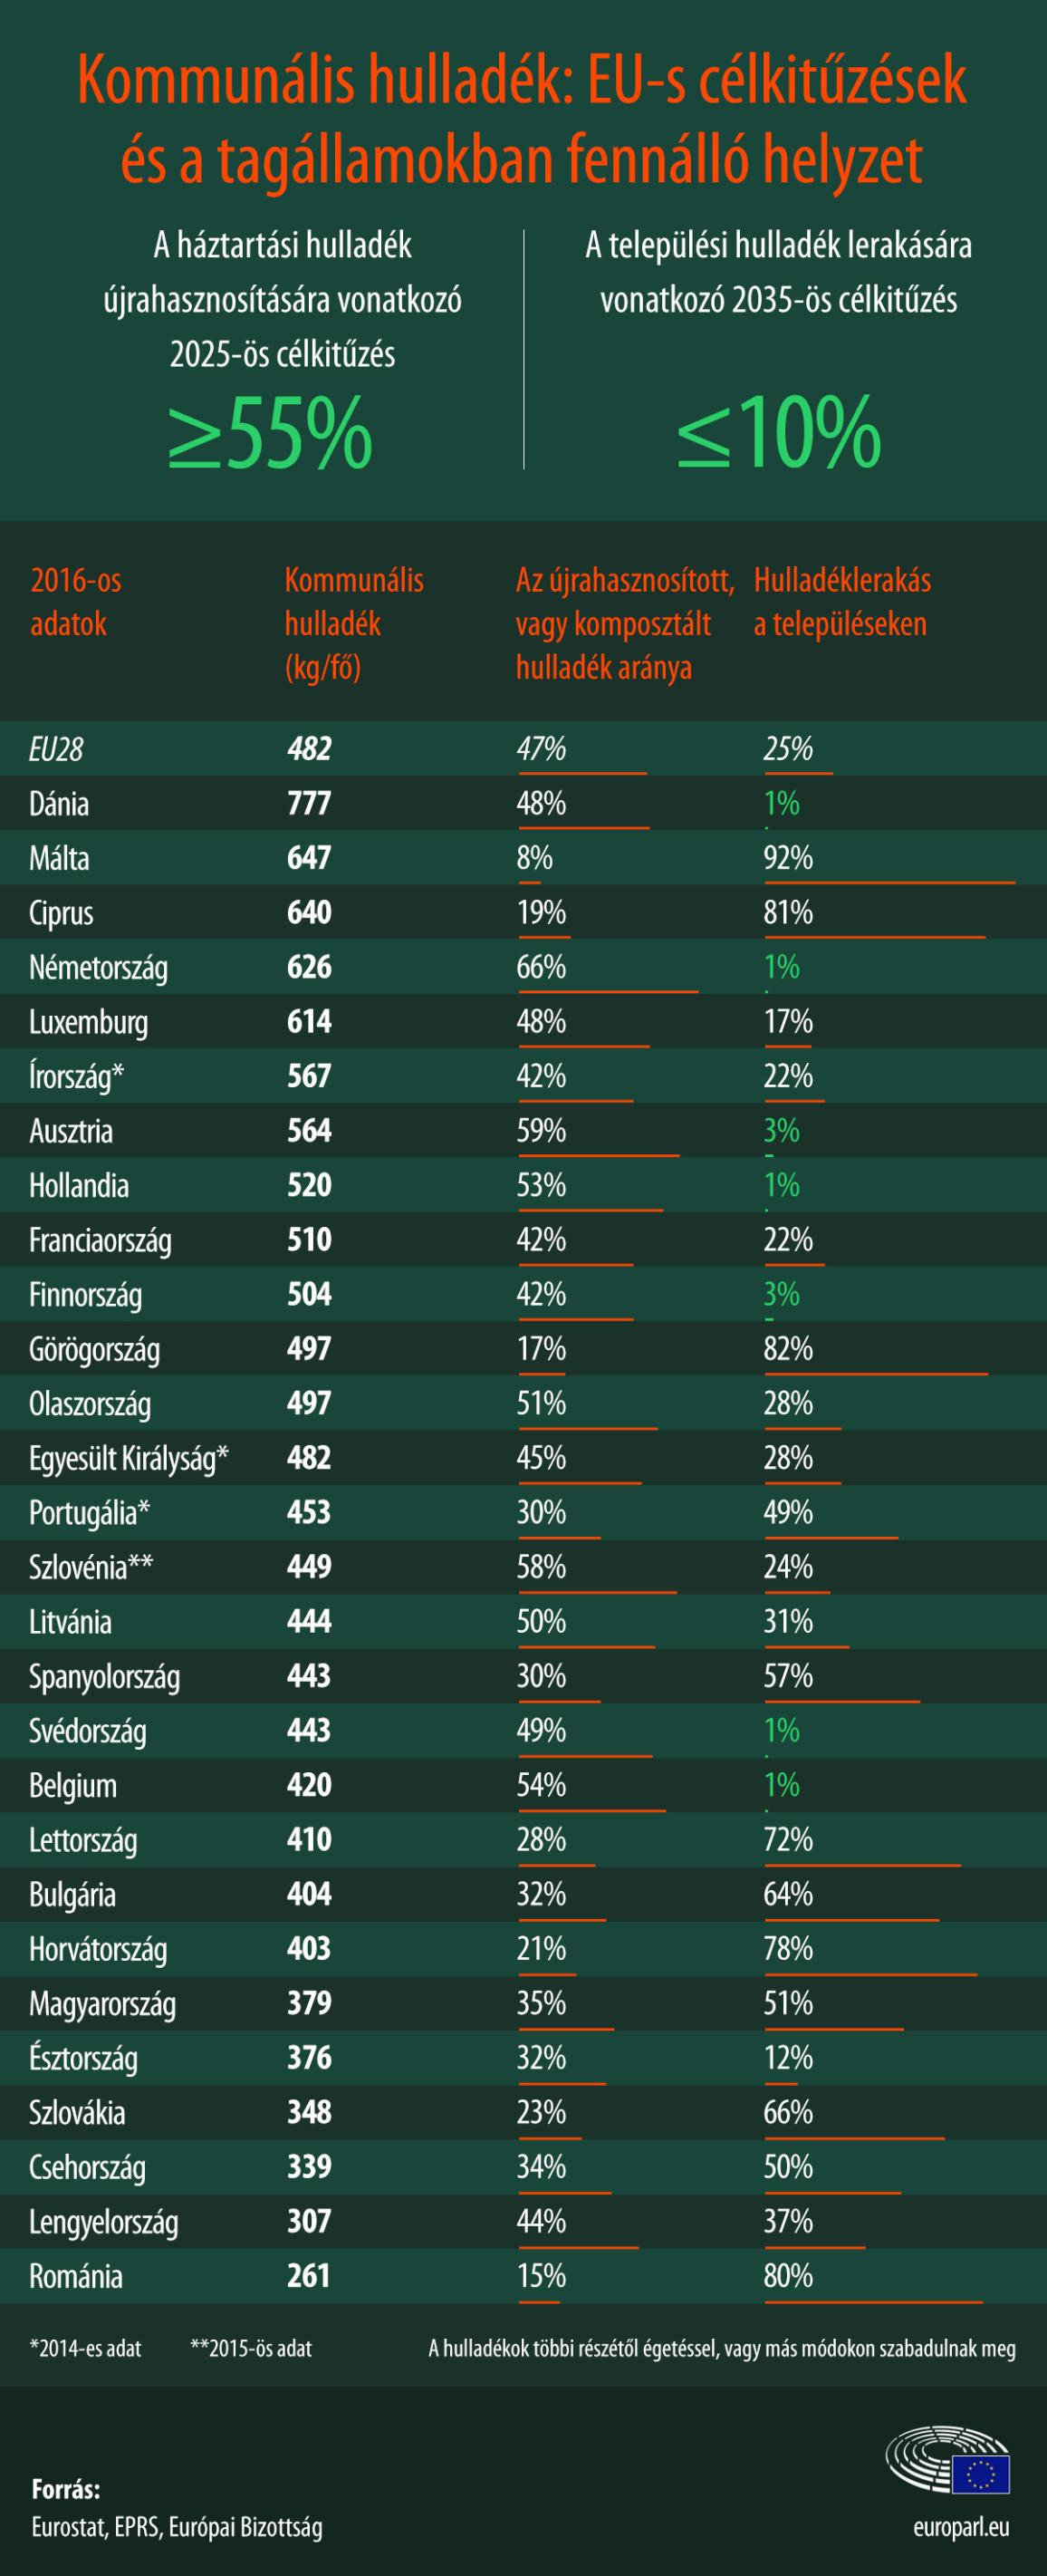 Kommunális hulladék: EU-s célkitűzések
és a tagállamokban fennálló helyzet
A háztartási hulladék
újrahasznosítására vonatkozó
2025-ös célkitűzés
≥55%
A települési hulladék lerakására
vonatkozó 2035-ös célkitűzés
≤10%
2016-os
adatok
Kommunális
hulladék
(kg/fő)
Az újrahasznosított,
vagy komposztált
hulladék aránya
Hulladéklerakás
a településeken
EU28 482 47% 25%
Dánia 777 48% 1%
Málta 647 8% 92%
Ciprus 640 19% 81%
Németország 626 66% 1%
Luxemburg 614 48% 17%
Írország* 567 42% 22%
Ausztria 564 59% 3%
Hollandia 520 53% 1%
Franciaország 510 42% 22%
Finnország 504 42% 3%
Görögország 497 17% 82%
Olaszország 497 51% 28%
Egyesült Királyság* 482 45% 28%
Portugália* 453 30% 49%
Szlovénia** 449 58% 24%
Litvánia 444 50% 31%
Spanyolország 443 30% 57%
Svédország 443 49% 1%
Belgium 420 54% 1%
Lettország 410 28% 72%
Bulgária 404 32% 64%
Horvátország 403 21% 78%
Magyarország 379 35% 51%
Észtország 376 32% 12%
Szlovákia 348 23% 66%
Csehország 339 34% 50%
Lengyelország 307 44% 37%
Románia 261 15% 80%
*2014-es adat **2015-ös adat A hulladékok többi részétől égetéssel, vagy más módokon szabadulnak meg
Forrás:
Eurostat, EPRS, Európai Bizottság
europarl.eu